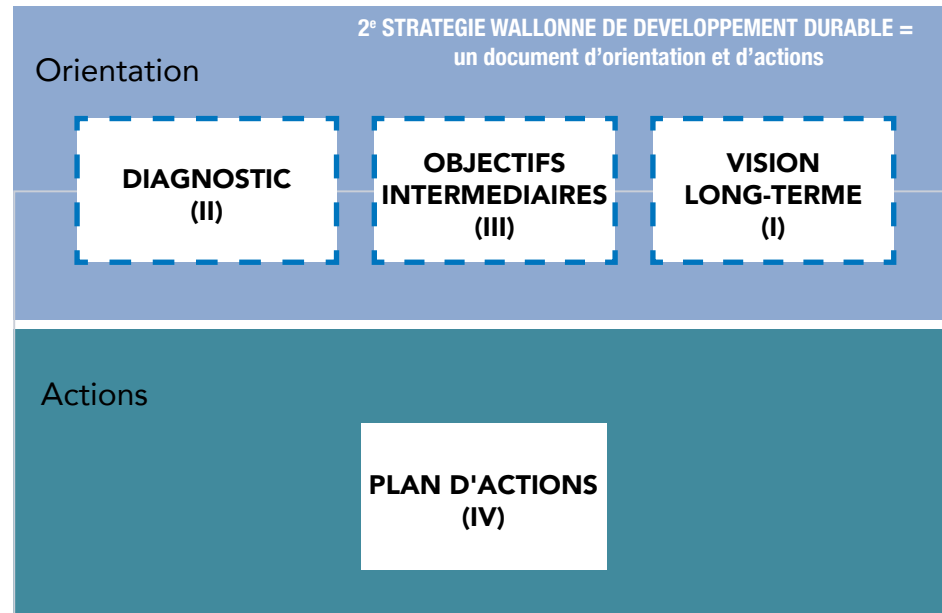 2e STRATEGIE WALLONNE DE DEVELOPPEMENT DURABLE =
un document d'orientation et d'actions
Orientation
DIAGNOSTIC
(II)
OBJECTIFS
INTERMEDIAIRES
(III)
VISION
LONG-TERME
(I)
Actions
PLAN D'ACTIONS
(IV)